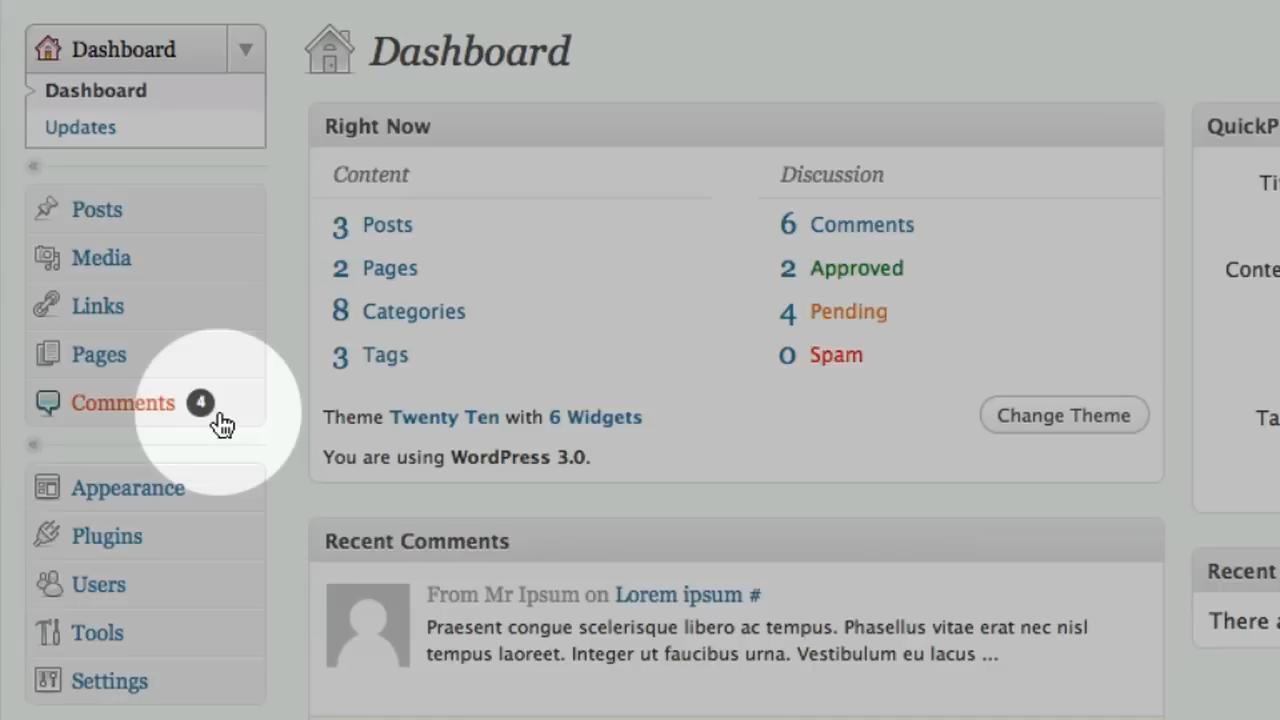 Dashboard
Dashboard
Updates
Posts
Media
Links
Pages
Comments 4
Appearance
Plugins
Users
Tools
Settings
Dashboard
Right Now
Content
3 Posts
2 Pages
8 Categories
3 Tags
Discussion
6 Comments
2 Approved
4 Pending
0 Spam
Theme Twenty Ten with 6 Widgets
Change Theme
You are using WordPress 3.0.
Recent Comments
From Mr Ipsum on Lorem ipsum #
Praesent congue scelerisque libero ac tempus. Phasellus vitae erat nec nisl
tempus laoreet. Integer ut faucibus urna. Vestibulum eu lacus ...
QuickP
Ti
Conte
Ta
Recent
There a